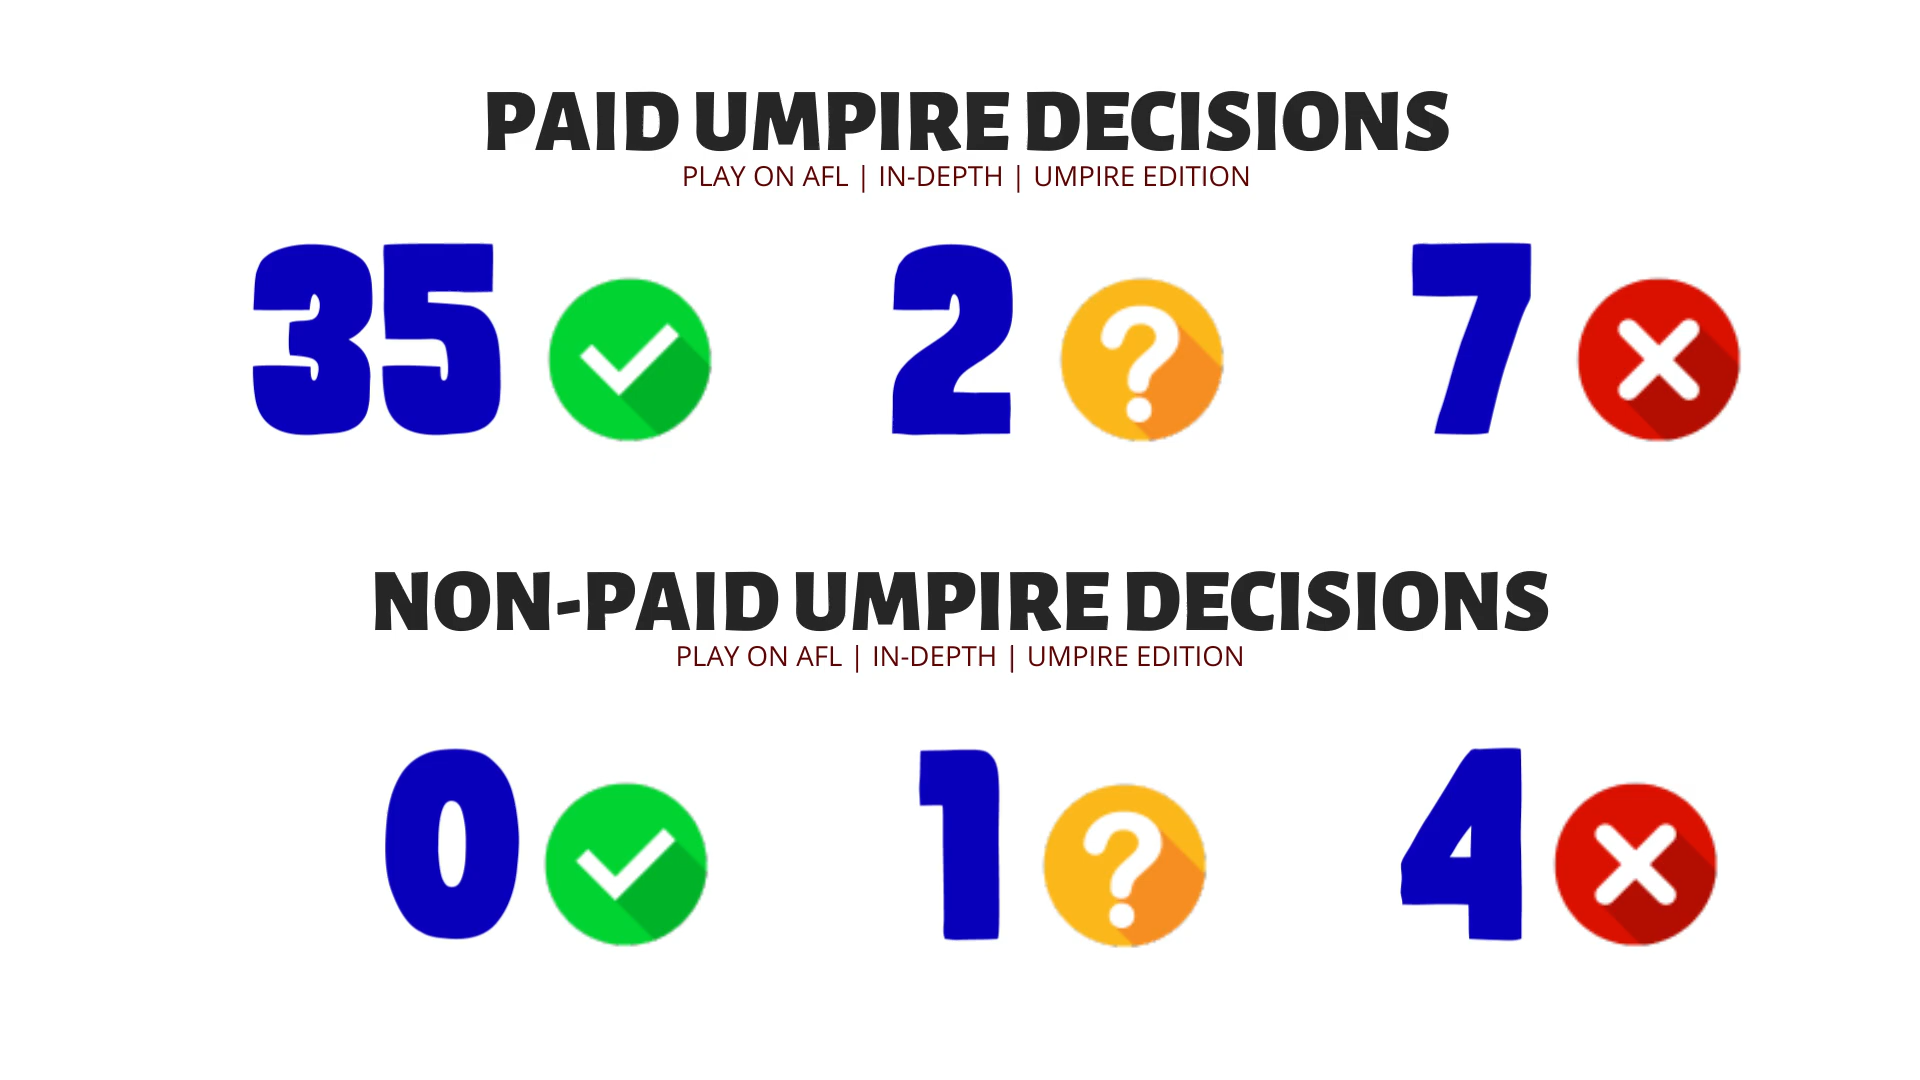 PAID UMPIRE DECISIONS
PLAY ON AFL | IN-DEPTH | UMPIRE EDITION
35 2 7
NON-PAID UMPIRE DECISIONS
PLAY ON AFL | IN-DEPTH | UMPIRE EDITION
0 1 4